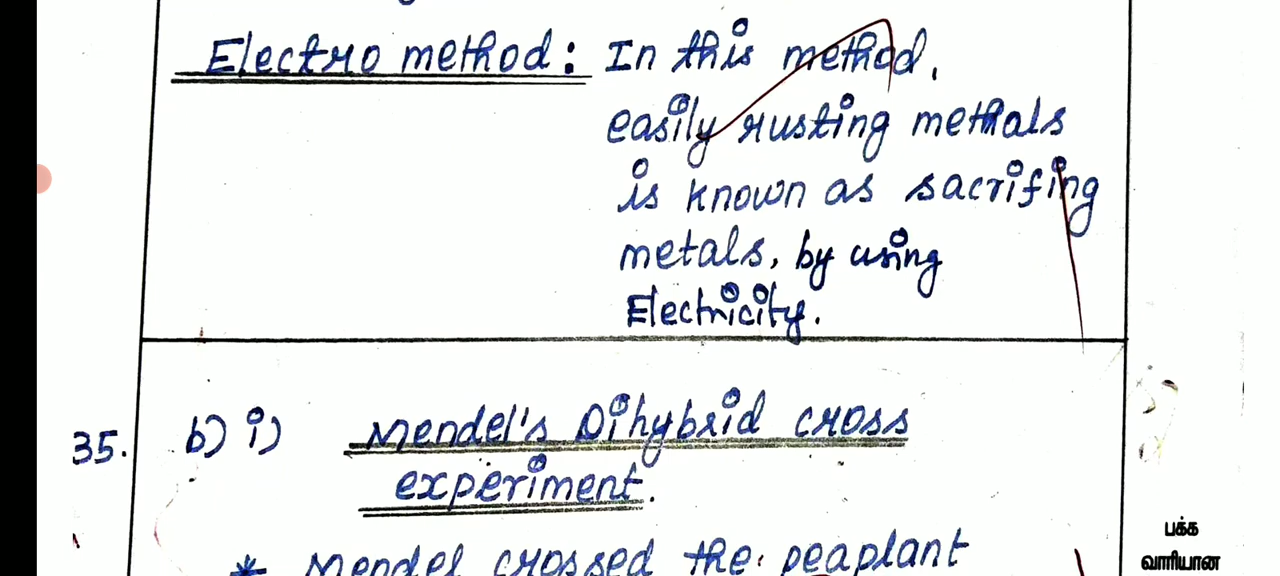 Electro method: In this method,
easily rusting methals
is known as sacrifing
metals, by using
Electricity.
35. b) i) Mendel's Dihybrid cross
experiment.
* Mendel crossed the peaplant
பக்க
வாரியான